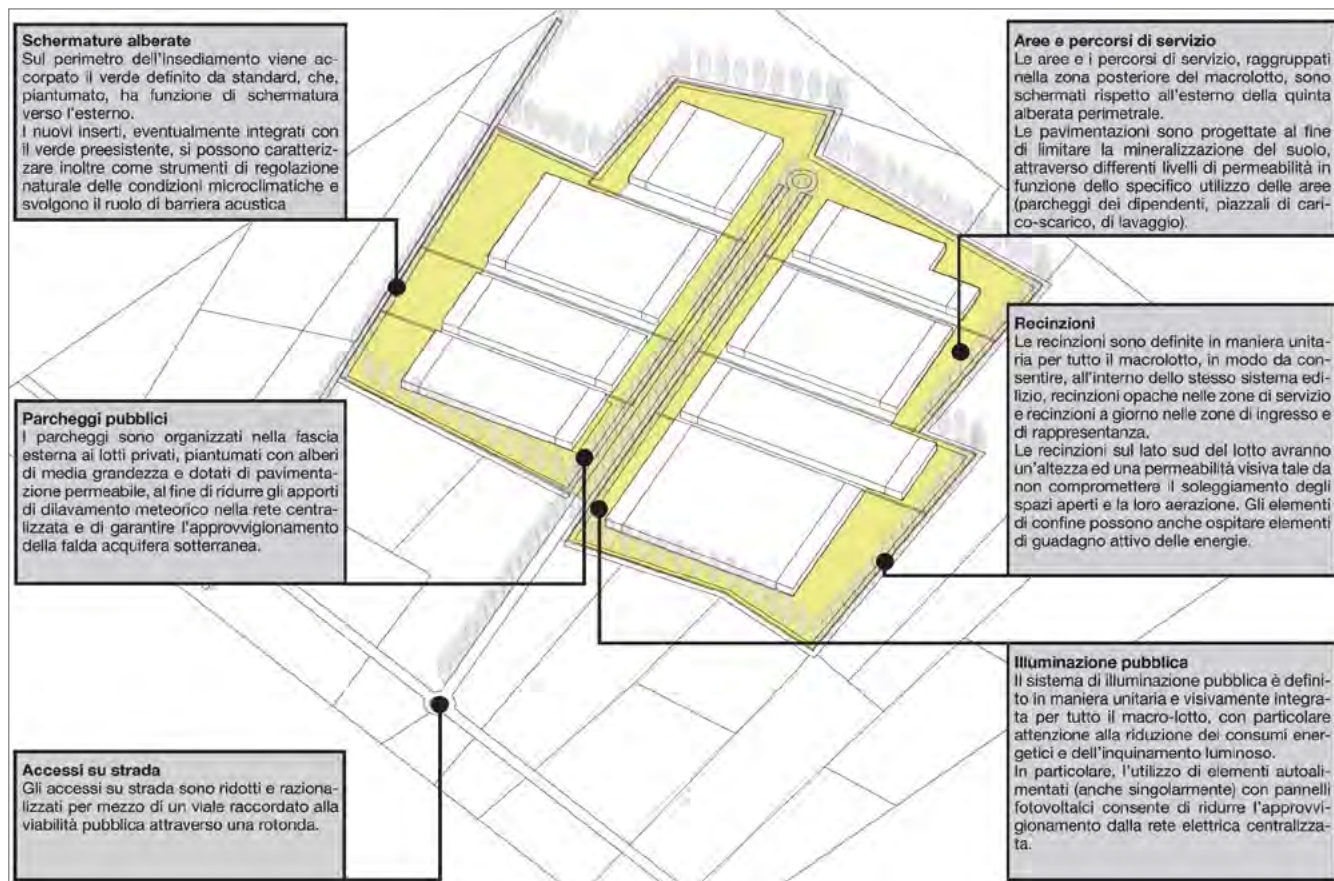 Schermature alberate
Sul perimetro dell'insediamento viene ac-
corpato il verde definito da standard, che,
piantumato, ha funzione di schermatura
verso l'esterno.
I nuovi inserti, eventualmente integrati con
il verde preesistente, si possono caratteriz-
zare inoltre come strumenti di regolazione
naturale delle condizioni microclimatiche e
svolgono il ruolo di barriera acustica
Parcheggi pubblici
I parcheggi sono organizzati nella fascia
esterna ai lotti privati, piantumati con alberi
di media grandezza e dotati di pavimenta-
zione permeabile, al fine di ridurre gli apporti
di dilavamento meteorico nella rete centra-
lizzata e di garantire l'approvvigionamento
della falda acquifera sotterranea.
Accessi su strada
Gli accessi su strada sono ridotti e raziona-
lizzati per mezzo di un viale raccordato alla
viabilità pubblica attraverso una rotonda.
Aree e percorsi di servizio
Le aree e i percorsi di servizio, raggruppati
nella zona posteriore del macrolotto, sono
schermati rispetto all'esterno della quinta
alberata perimetrale.
Le pavimentazioni sono progettate al fine
di limitare la mineralizzazione del suolo,
attraverso differenti livelli di permeabilità in
funzione dello specifico utilizzo delle aree
(parcheggi dei dipendenti, piazzali di cari-
co-scarico, di lavaggio).
Recinzioni
Le recinzioni sono definite in maniera unita-
ria per tutto il macrolotto, in modo da con-
sentire, all'interno dello stesso sistema edi-
lizio, recinzioni opache nelle zone di servizio
e recinzioni a giorno nelle zone di ingresso e
di rappresentanza.
Le recinzioni sul lato sud del lotto avranno
un'altezza ed una permeabilità visiva tale da
non compromettere il soleggiamento degli
spazi aperti e la loro aerazione. Gli elementi
di confine possono anche ospitare elementi
di guadagno attivo delle energie.
Illuminazione pubblica
Il sistema di illuminazione pubblica è defini-
to in maniera unitaria e visivamente integra-
ta per tutto il macro-lotto, con particolare
attenzione alla riduzione dei consumi ener-
getici e dell'inquinamento luminoso.
In particolare, l'utilizzo di elementi autoali-
mentati (anche singolarmente) con pannelli
fotovoltaici consente di ridurre l'approvvi-
gionamento dalla rete elettrica centralizza-
ta.